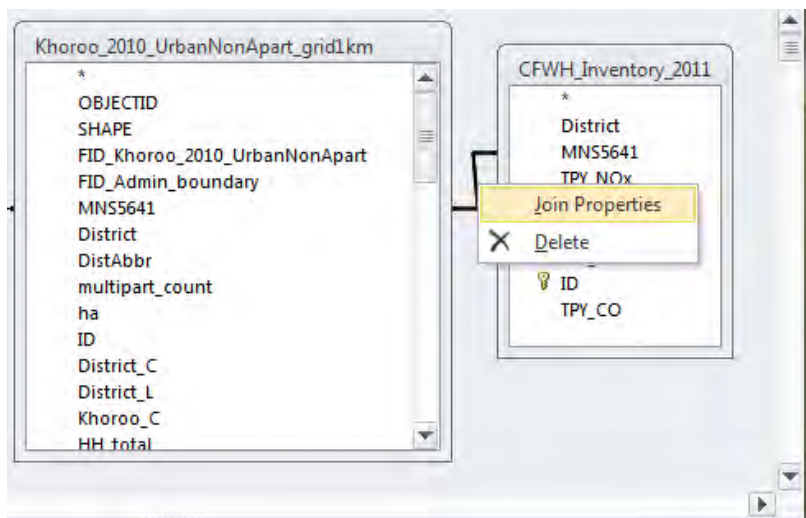 Khoroo_2010_UrbanNonApart_grid1km
*
OBJECTID
SHAPE
FID_Khoroo_2010_UrbanNonApart
FID_Admin_boundary
MNS5641
District
DistAbbr
multipart_count
ha
ID
District_C
District_L
Khoroo_C
HH_total
CFWH_Inventory_2011
*
District
MNS5641
TPY_NOx
Join Properties
Delete
ID
TPY_CO